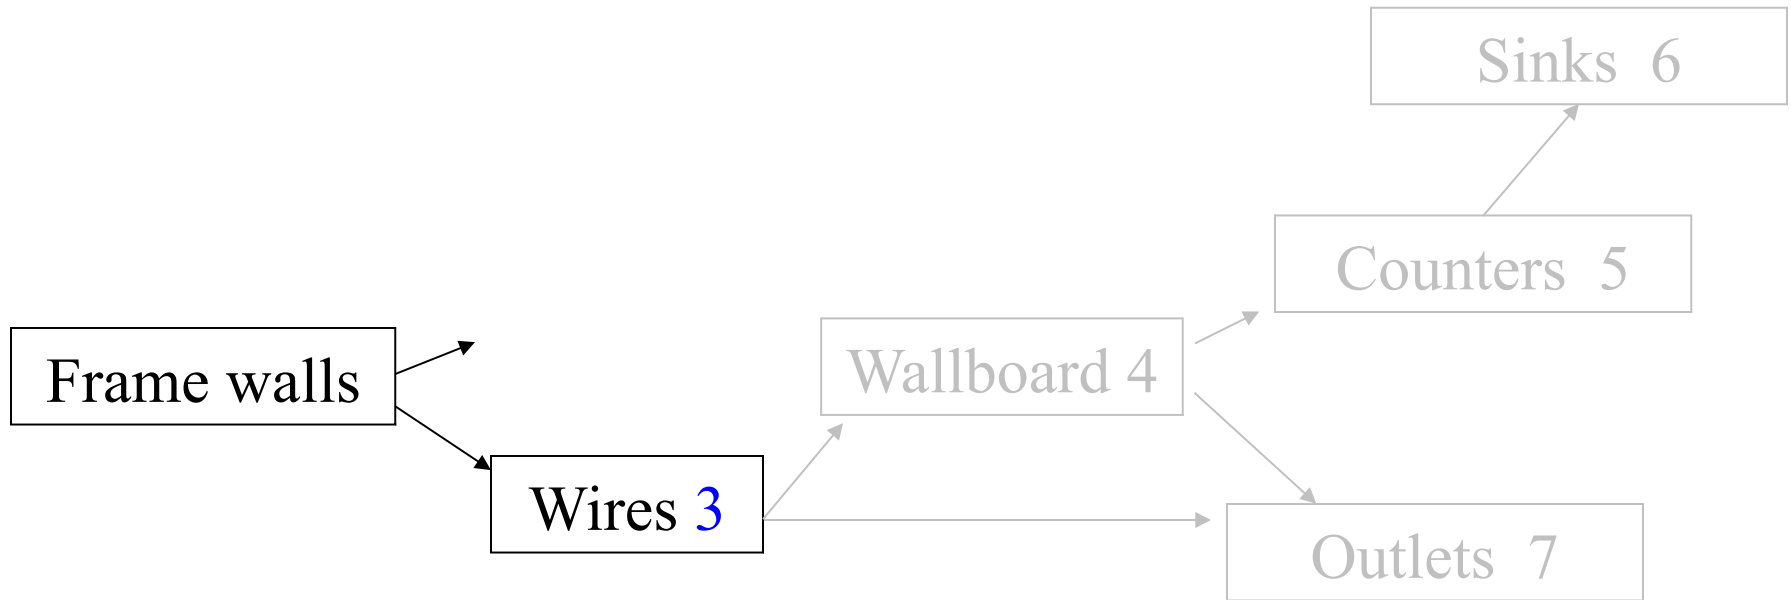 Sinks 6
Counters 5
Wallboard 4
Frame walls
Wires 3
Outlets 7